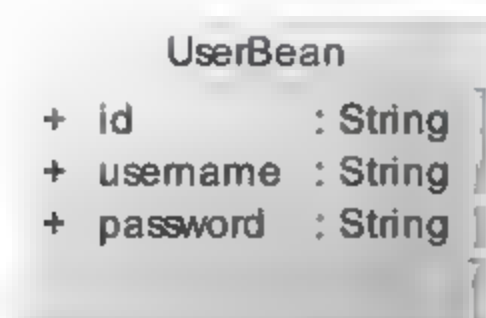 UserBean
+ id : String
+ username : String
+ password : String